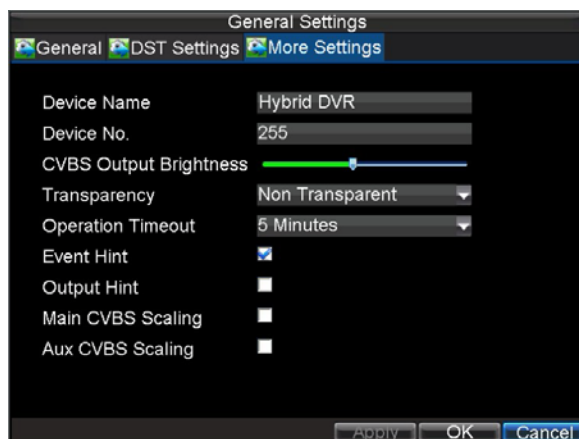 General Settings
General DST Settings More Settings
Device Name Hybrid DVR
Device No. 255
CVBS Output Brightness
Transparency Non Transparent
Operation Timeout 5 Minutes
Event Hint
Output Hint
Main CVBS Scaling
Aux CVBS Scaling
Apply OK Cancel